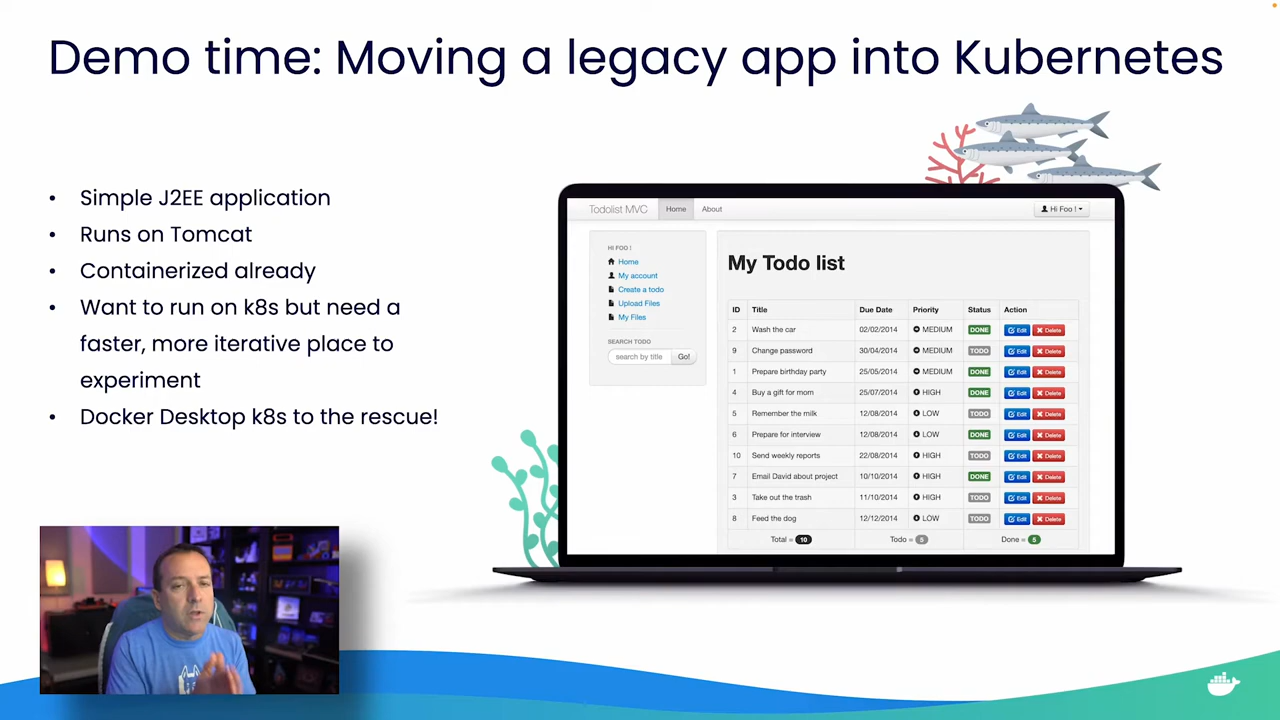 Demo time: Moving a legacy app into Kubernetes
• Simple J2EE application
• Runs on Tomcat
• Containerized already
• Want to run on k8s but need a
faster, more iterative place to
experiment
• Docker Desktop k8s to the rescue!
Todolist MVC Home About Hi Foo !
HI FOO !
Home
My account
Create a todo
Upload Files
My Files
SEARCH TODO
search by title Go!
My Todo list
ID Title Due Date Priority Status Action
2 Wash the car 02/02/2014 MEDIUM DONE Edit Delete
9 Change password 30/04/2014 MEDIUM TODO Edit Delete
1 Prepare birthday party 25/05/2014 MEDIUM DONE Edit Delete
4 Buy a gift for mom 25/07/2014 HIGH DONE Edit Delete
5 Remember the milk 12/08/2014 LOW TODO Edit Delete
6 Prepare for interview 12/08/2014 LOW DONE Edit Delete
10 Send weekly reports 22/08/2014 HIGH TODO Edit Delete
7 Email David about project 10/10/2014 HIGH DONE Edit Delete
3 Take out the trash 11/10/2014 HIGH TODO Edit Delete
8 Feed the dog 12/12/2014 LOW TODO Edit Delete
Total = 10 Todo = 5 Done = 5